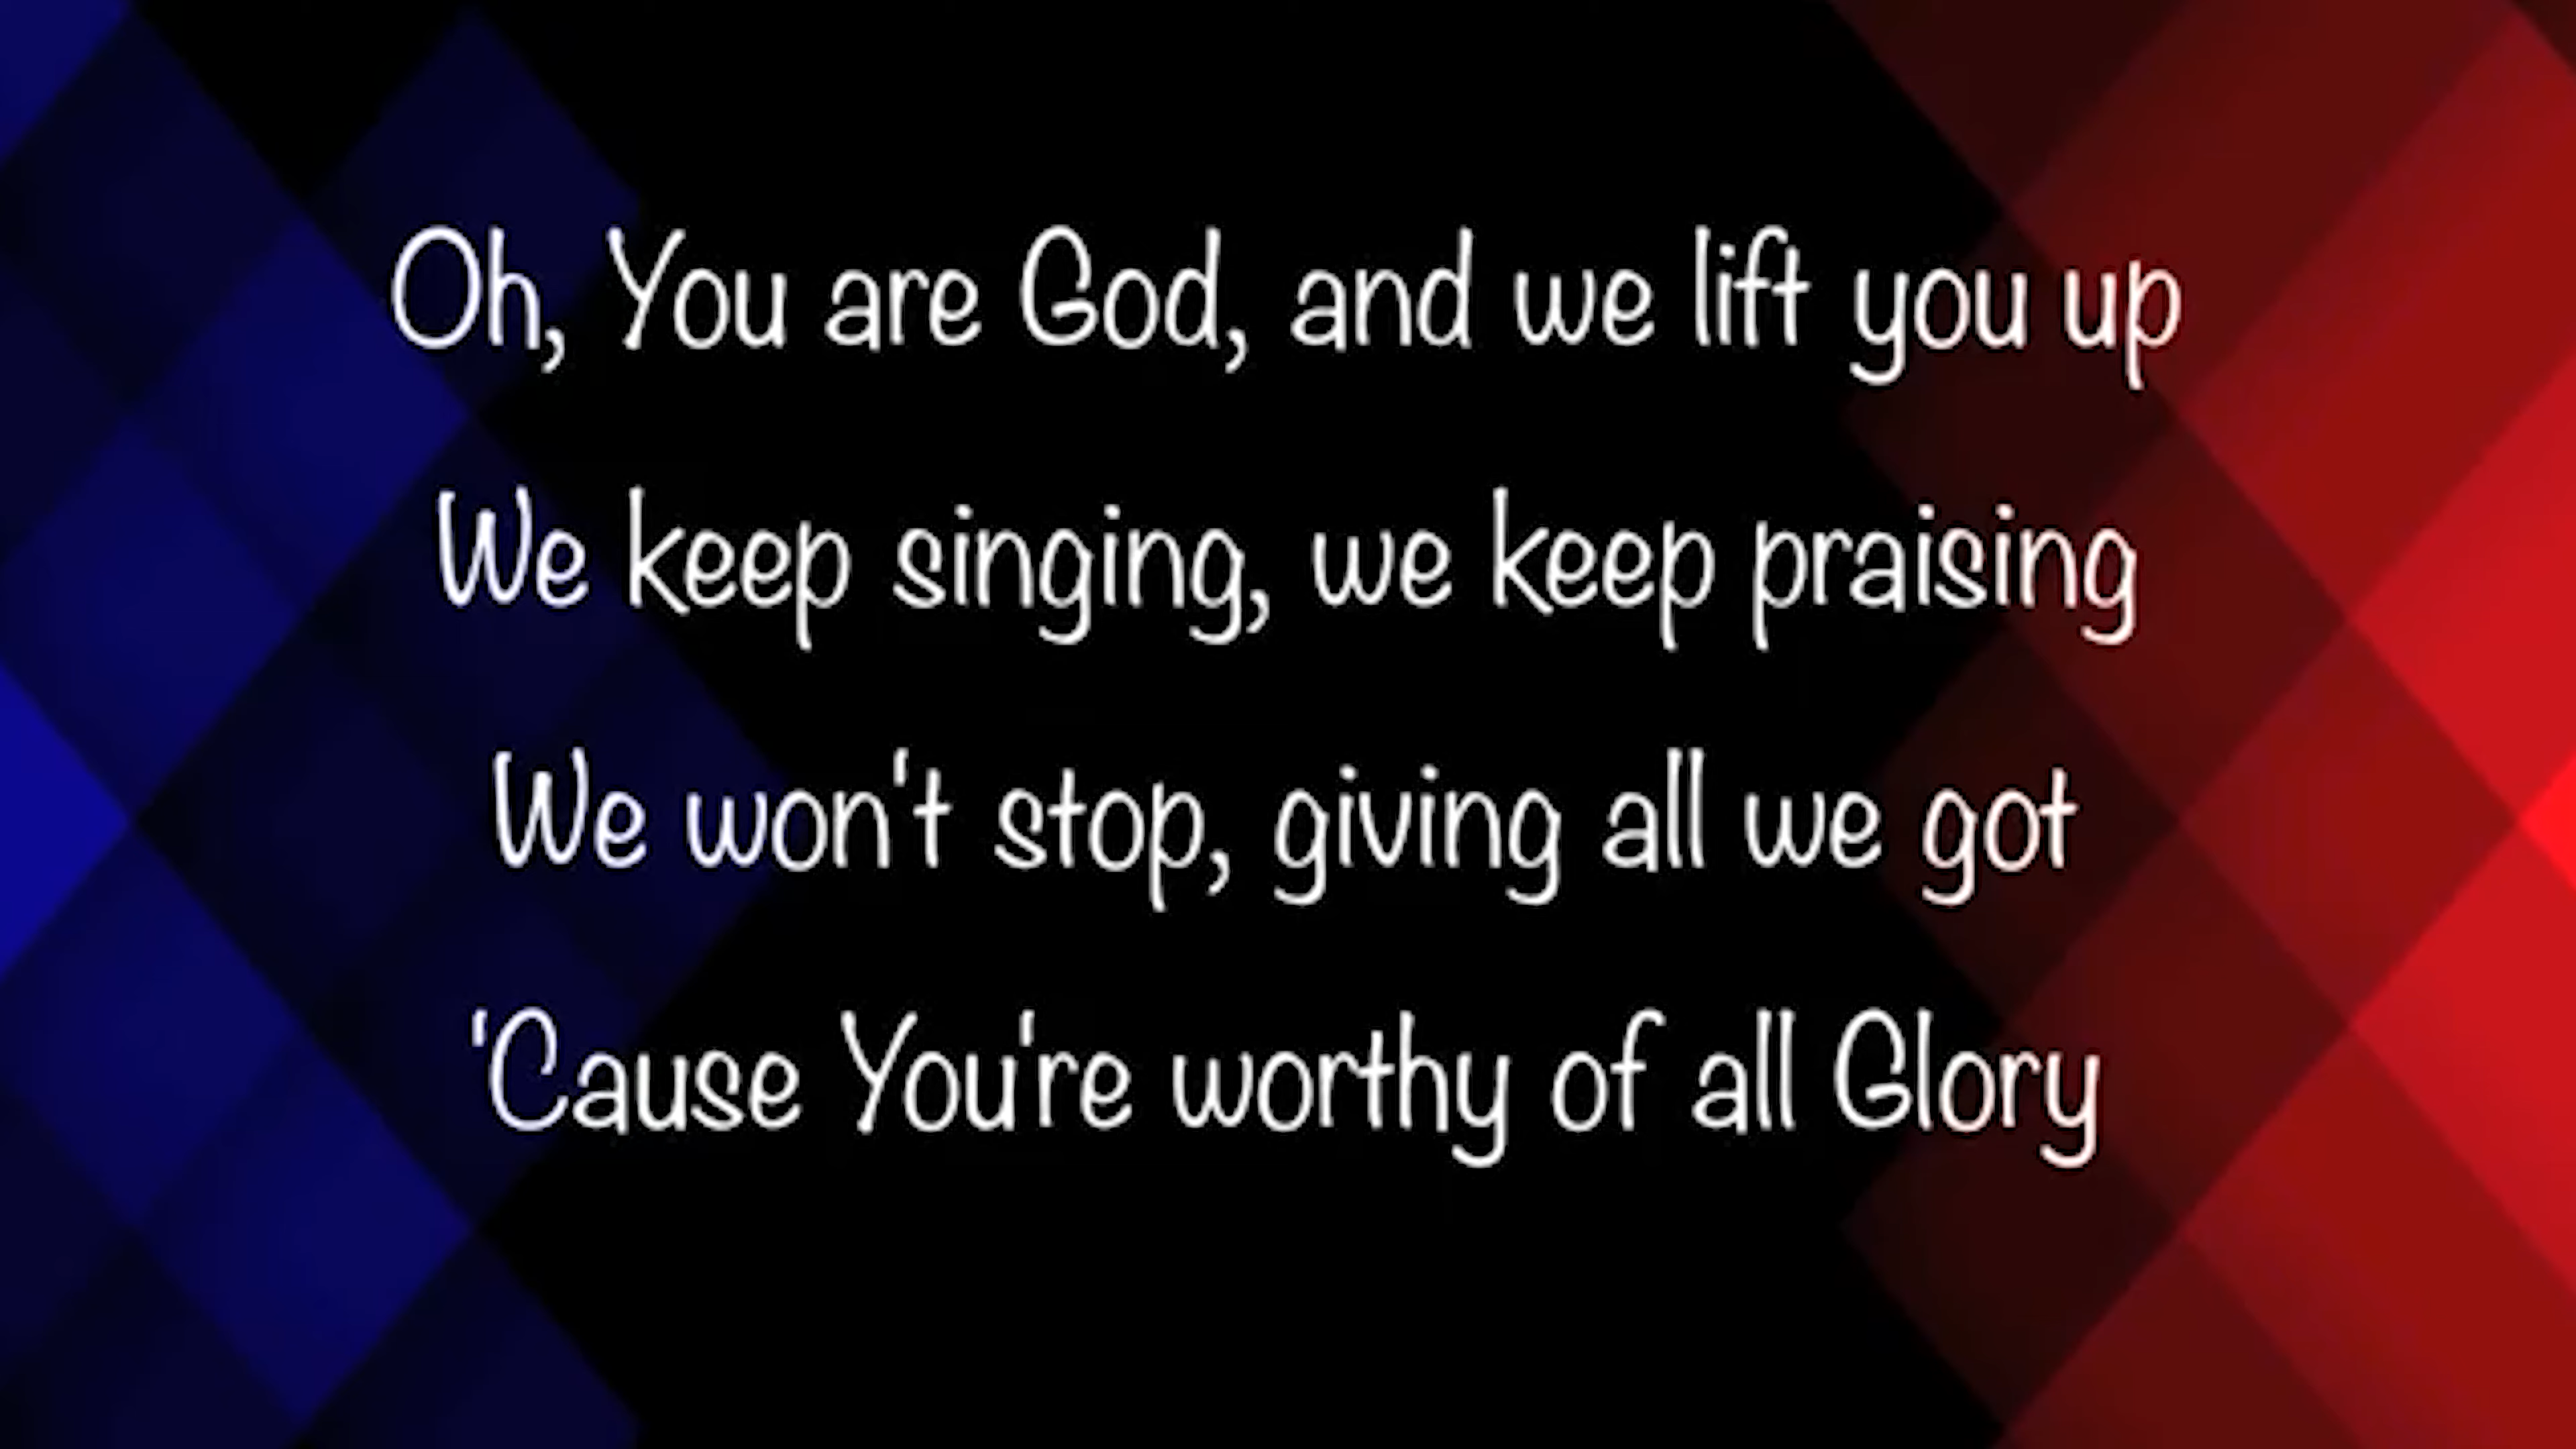 Oh, You are God, and we lift you up
We keep singing, we keep praising
We won't stop, giving all we got
'Cause You're worthy of all Glory